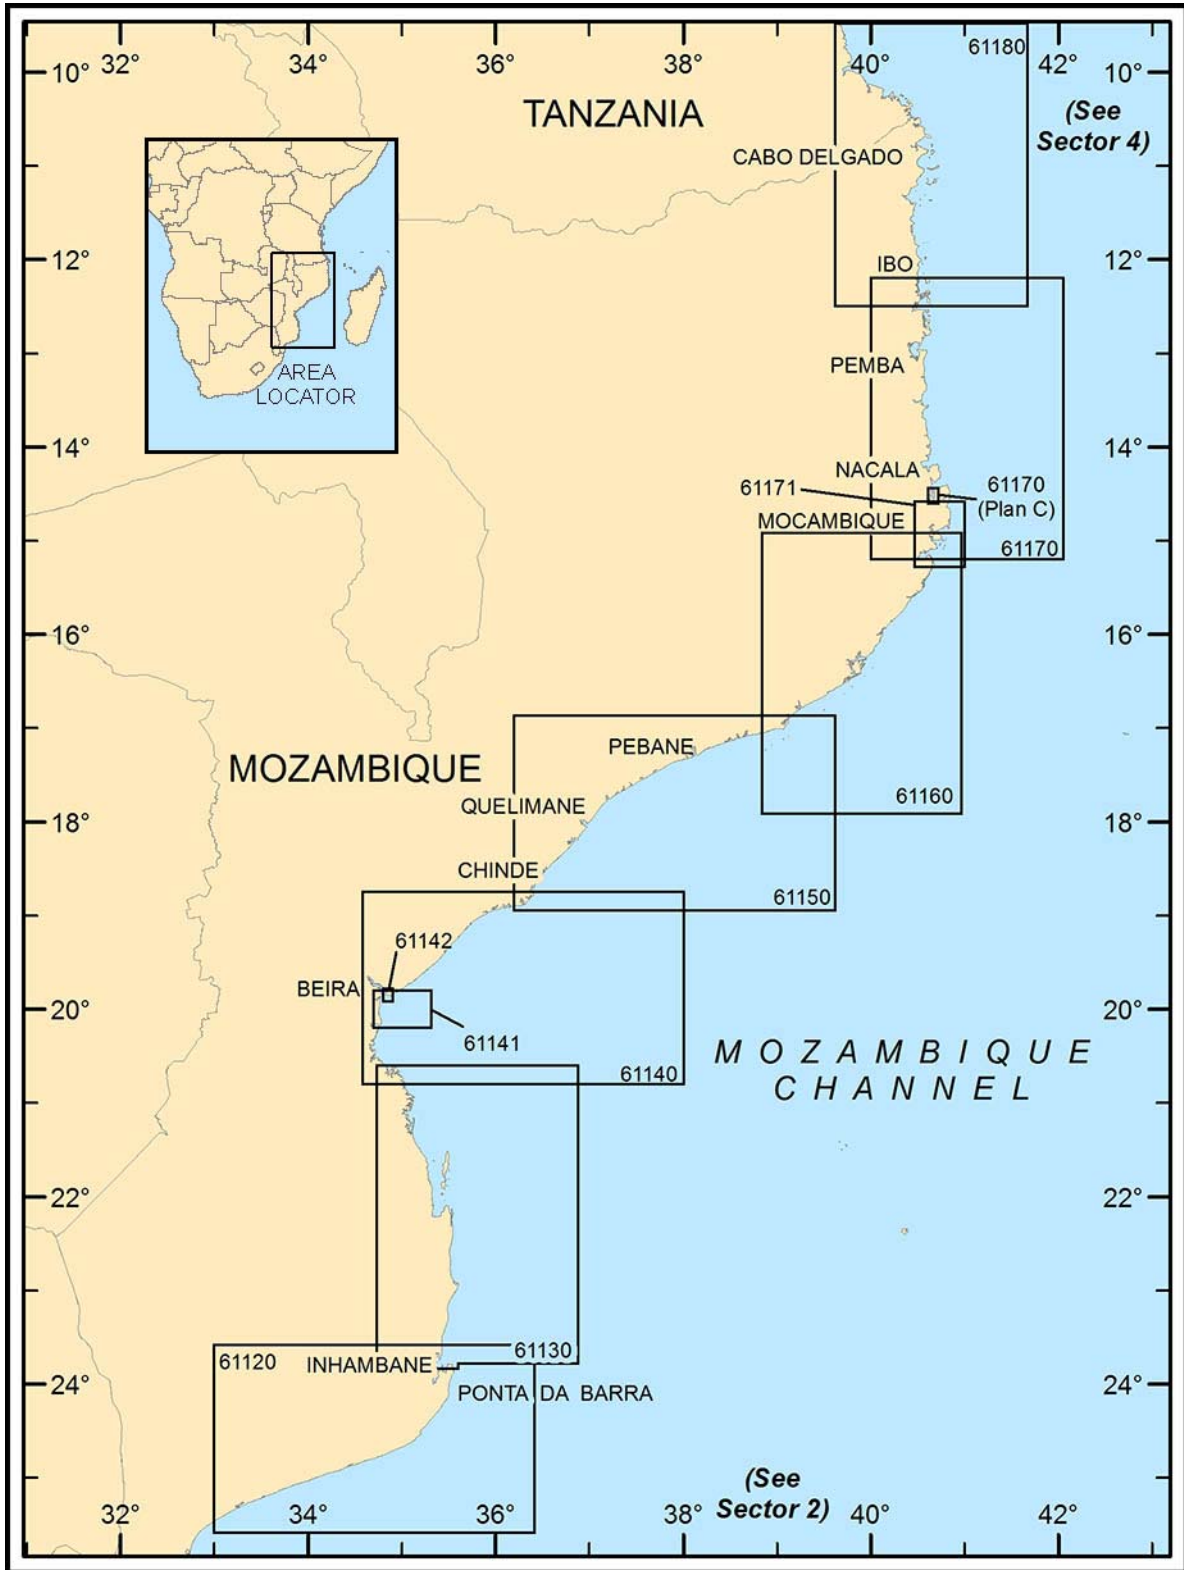 32°
34°
36°
38°
40°
61180
42°
10°
10°
TANZANIA
(See
Sector 4)
CABO DELGADO
12°
IBO
12°
AREA
LOCATOR
PEMBA
14°
14°
NACALA
61171
61170
(Plan C)
MOCAMBIQUE
61170
16°
16°
PEBANE
MOZAMBIQUE
61160
QUELIMANE
18°
18°
CHINDE
61150
61142
BEIRA
20°
20°
61141
MOZAMBIQUE
CHANNEL
61140
22°
22°
61130
61120
INHAMBANE
24°
24°
PONTA DA BARRA
(See
Sector 2)
32°
34°
36°
38°
40°
42°